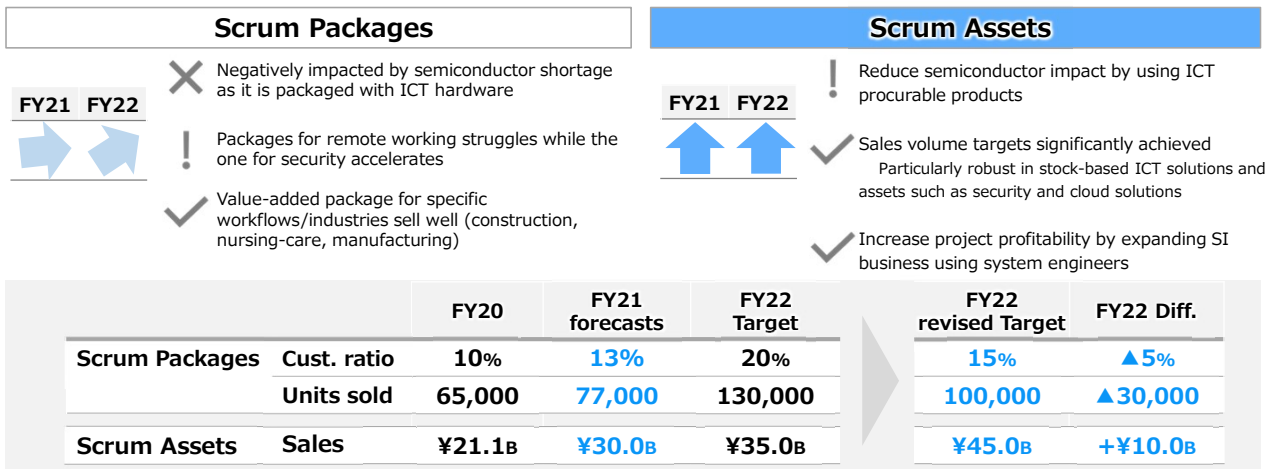 Scrum Packages
FY21 FY22
Negatively impacted by semiconductor shortage
as it is packaged with ICT hardware
Packages for remote working struggles while the
one for security accelerates
Value-added package for specific
workflows/industries sell well (construction,
nursing-care, manufacturing)
Scrum Assets
FY21 FY22
Reduce semiconductor impact by using ICT
procurable products
Sales volume targets significantly achieved
Particularly robust in stock-based ICT solutions and
assets such as security and cloud solutions
Increase project profitability by expanding SI
business using system engineers
FY20 FY21 forecasts FY22 Target FY22 revised Target FY22 Diff.
Scrum Packages Cust. ratio 10% 13% 20% 15% ▲5%
Units sold 65,000 77,000 130,000 100,000 ▲30,000
Scrum Assets Sales ¥21.1B ¥30.0B ¥35.0B ¥45.0B +¥10.0B